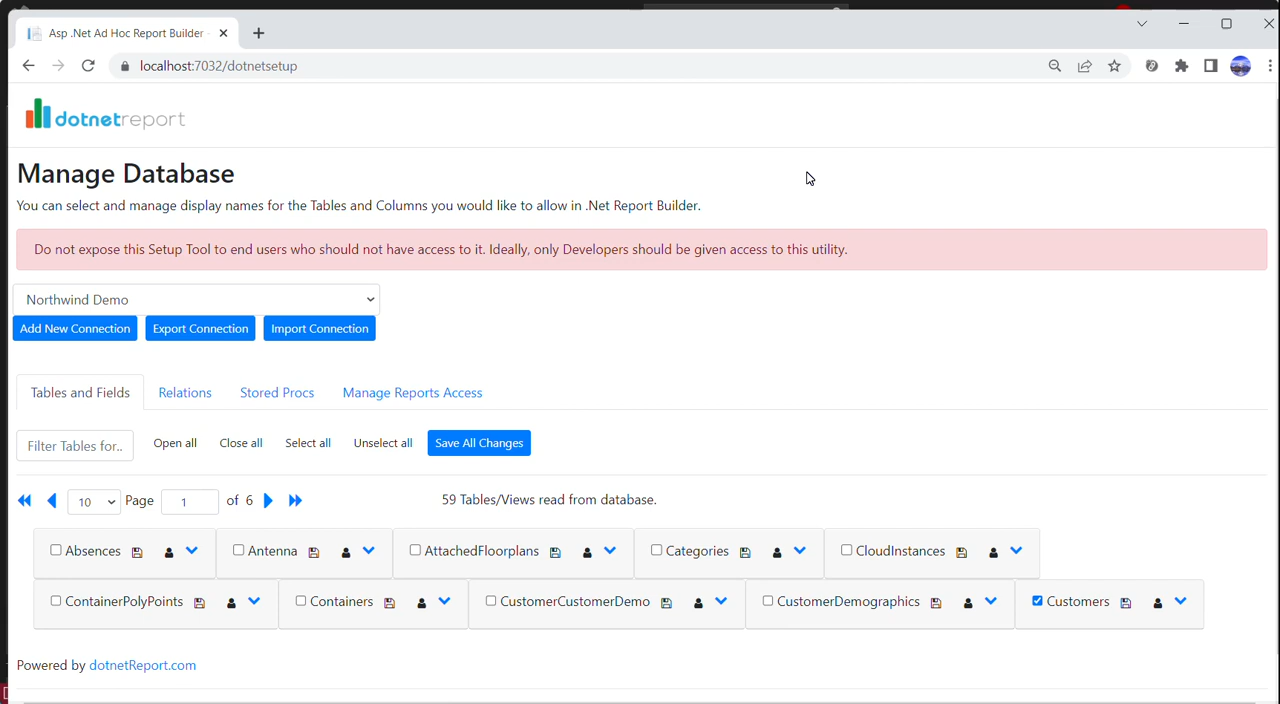 Asp .Net Ad Hoc Report Builder
localhost:7032/dotnetsetup
dotnetreport
Manage Database
You can select and manage display names for the Tables and Columns you would like to allow in .Net Report Builder.
Do not expose this Setup Tool to end users who should not have access to it. Ideally, only Developers should be given access to this utility.
Northwind Demo
Add New Connection Export Connection Import Connection
Tables and Fields Relations Stored Procs Manage Reports Access
Filter Tables for.. Open all Close all Select all Unselect all Save All Changes
10 Page 1 of 6 59 Tables/Views read from database.
Absences Antenna AttachedFloorplans Categories CloudInstances
ContainerPolyPoints Containers CustomerCustomerDemo CustomerDemographics Customers
Powered by dotnetReport.com